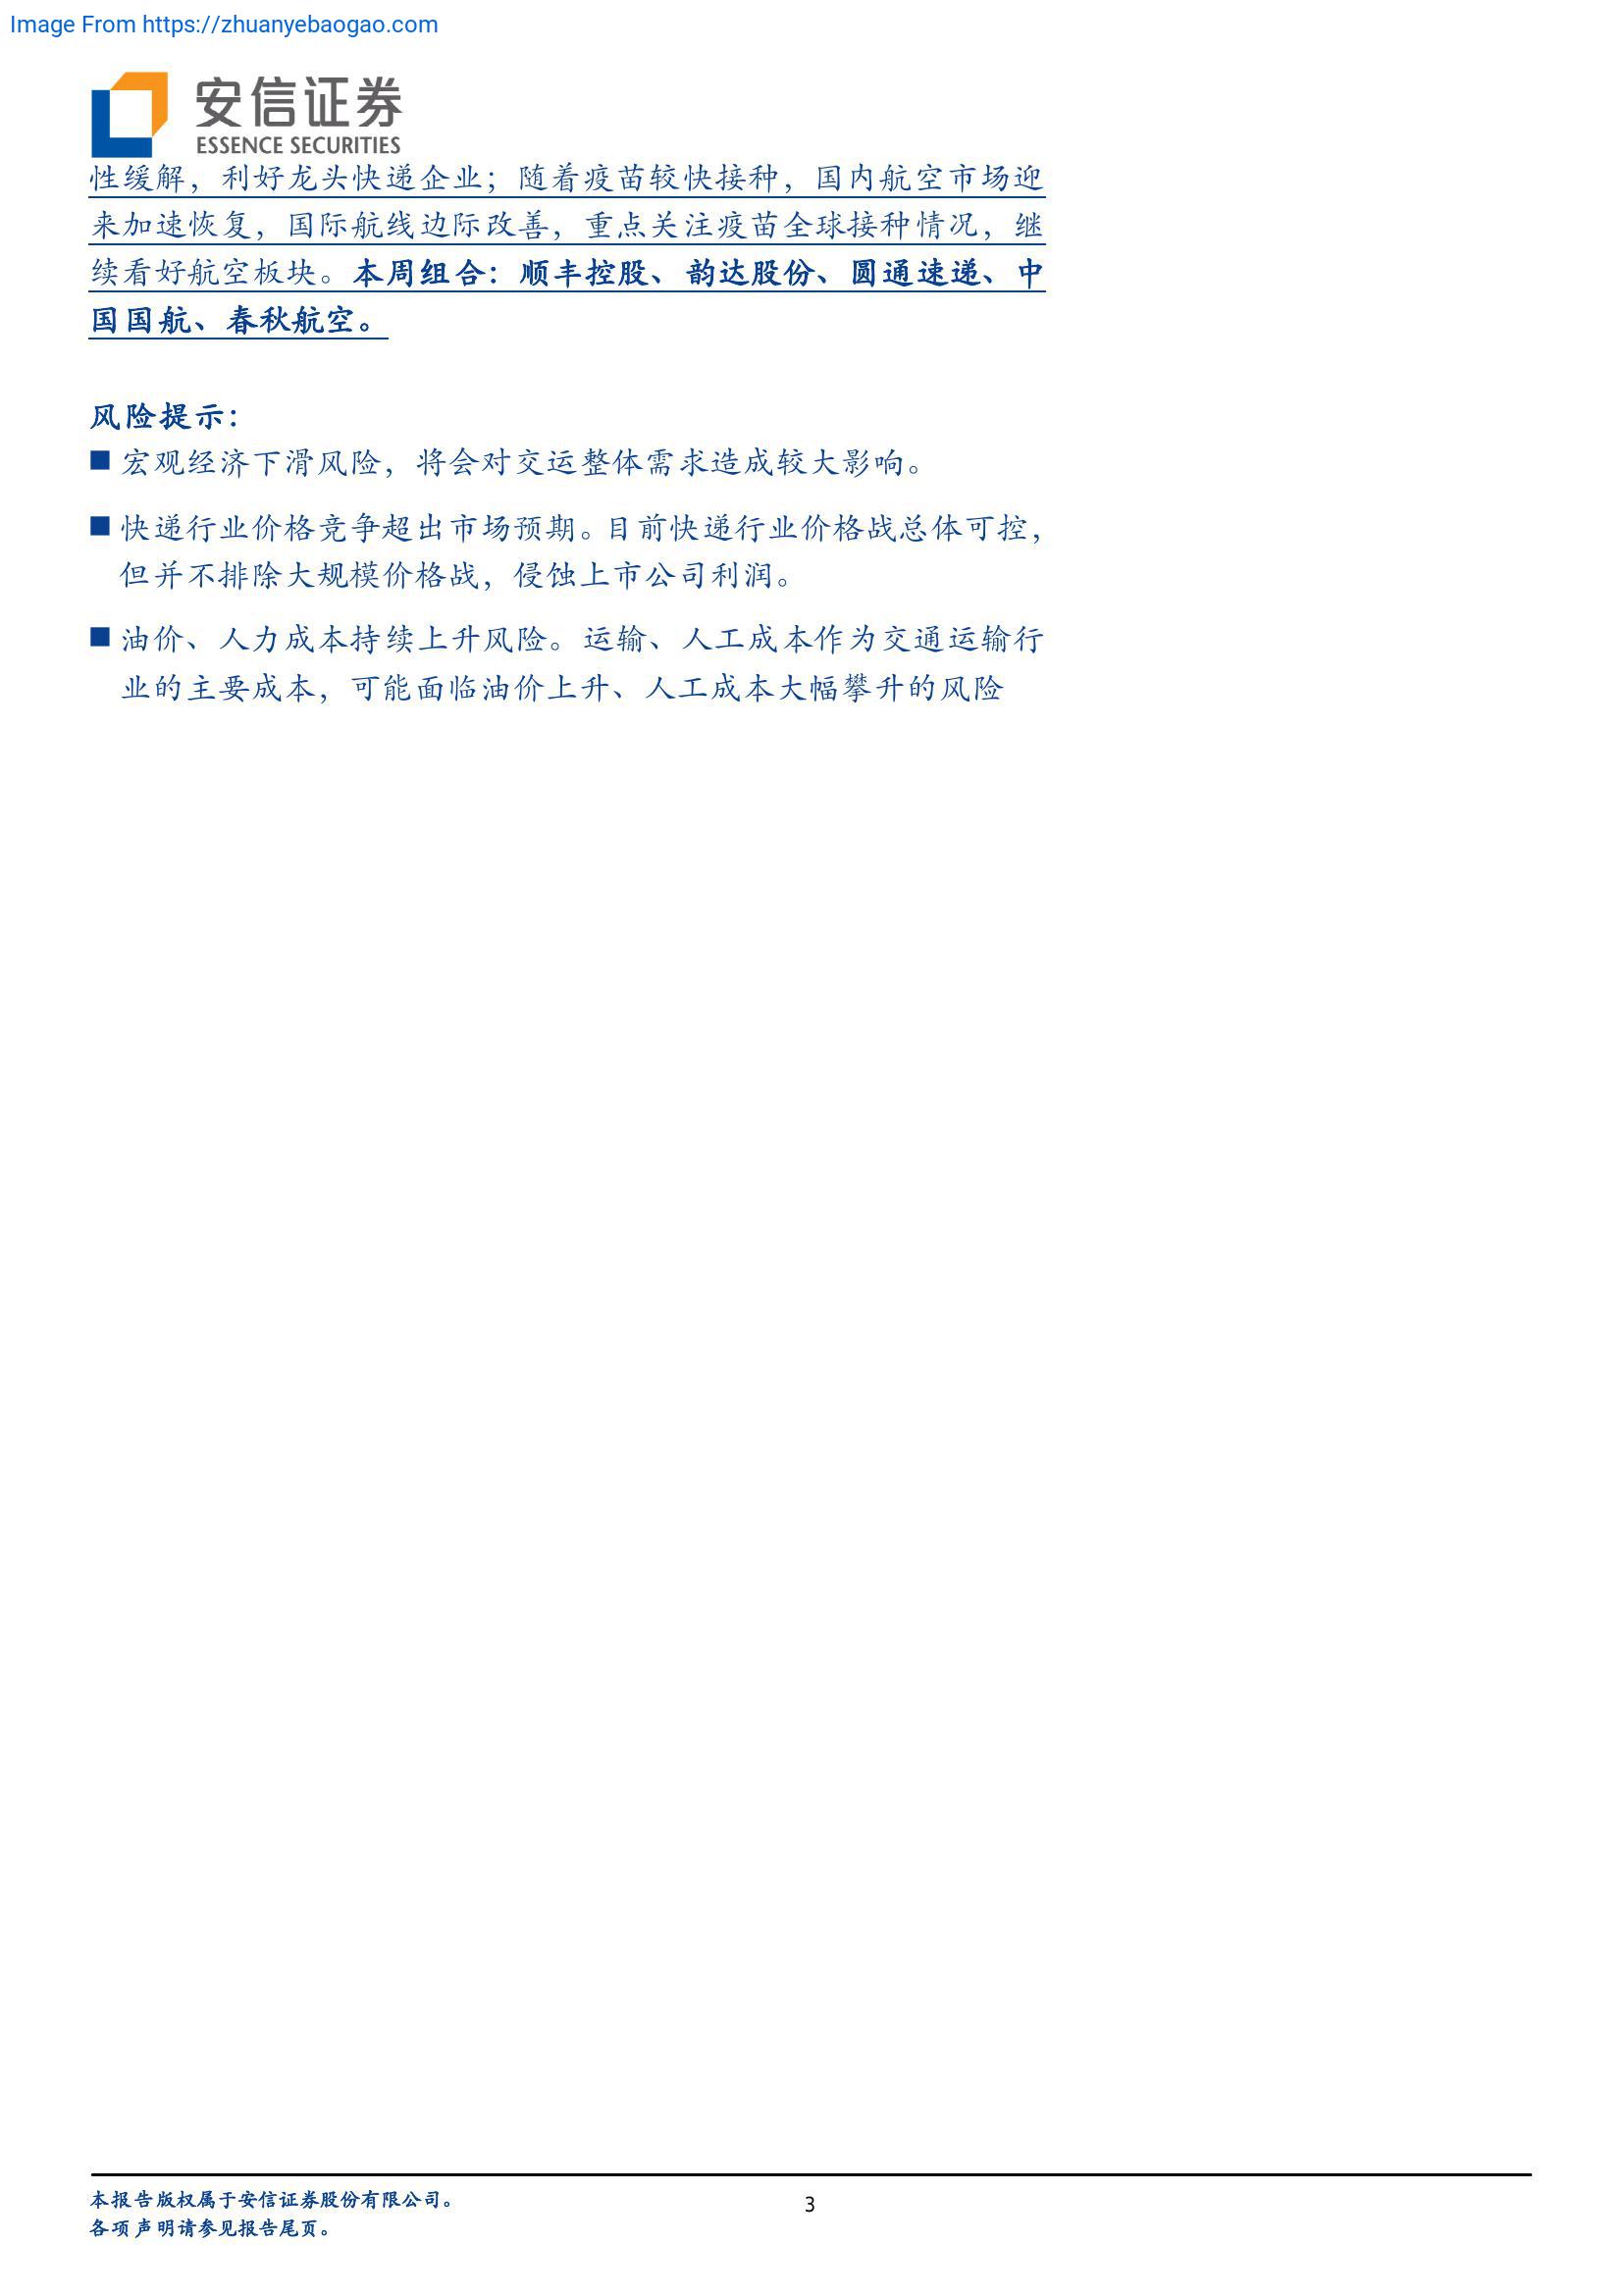 Image From https://zhuanyebaogao.com
安信证券
ESSENCE SECURITIES
性缓解，利好龙头快递企业；随着疫苗较快接种，国内航空市场迎
来加速恢复，国际航线边际改善，重点关注疫苗全球接种情况，继
续看好航空板块。本周组合：顺丰控股、韵达股份、圆通速递、中
国国航、春秋航空。
风险提示：
■ 宏观经济下滑风险，将会对交运整体需求造成较大影响。
■ 快递行业价格竞争超出市场预期。目前快递行业价格战总体可控，
但并不排除大规模价格战，侵蚀上市公司利润。
■ 油价、人力成本持续上升风险。运输、人工成本作为交通运输行
业的主要成本，可能面临油价上升、人工成本大幅攀升的风险
本报告版权属于安信证券股份有限公司。
各项声明请参见报告尾页。
3